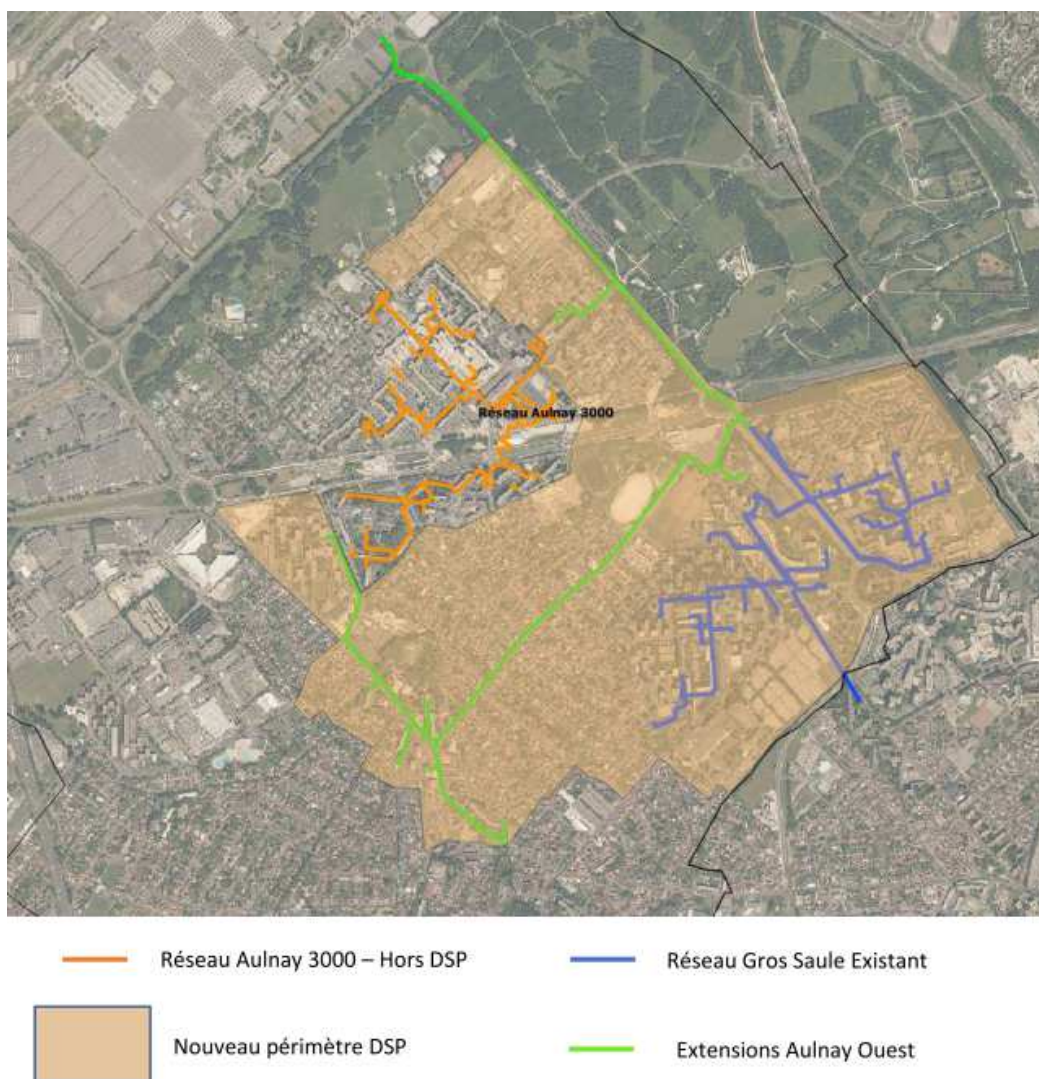 Réseau Aulnay 3000
Réseau Aulnay 3000 – Hors DSP
Réseau Gros Saule Existant
Nouveau périmètre DSP
Extensions Aulnay Ouest